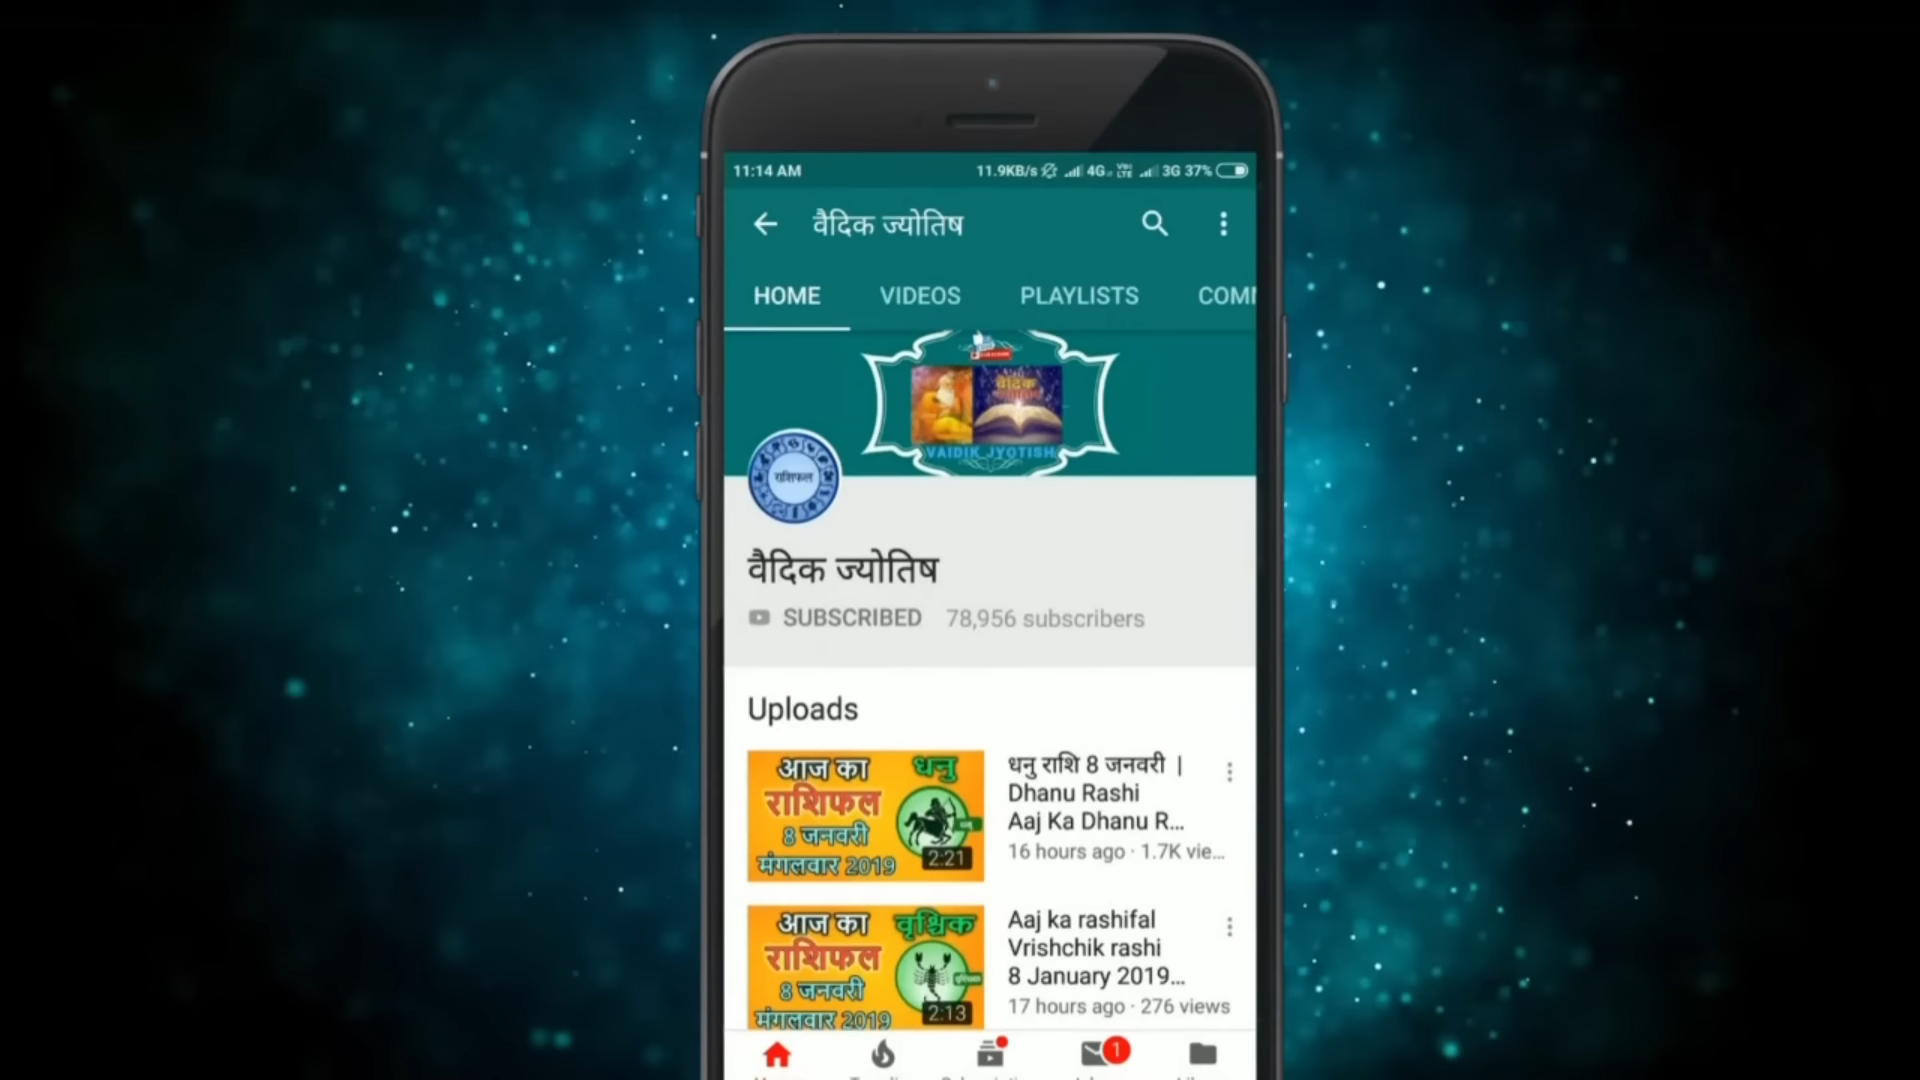 11:14 AM 11.9KB/s 4G VoLTE 3G 37%
वैदिक ज्योतिष
HOME VIDEOS PLAYLISTS COMM
वैदिक
VAIDIK JYOTISH
राशिफल
वैदिक ज्योतिष
SUBSCRIBED 78,956 subscribers
Uploads
आज का धनु
राशिफल
8 जनवरी
मंगलवार 2019
2:21
धनु राशि 8 जनवरी |
Dhanu Rashi
Aaj Ka Dhanu R...
16 hours ago · 1.7K vie...
आज का वृश्चिक
राशिफल
8 जनवरी
मंगलवार 2019
2:13
Aaj ka rashifal
Vrishchik rashi
8 January 2019...
17 hours ago · 276 views
1